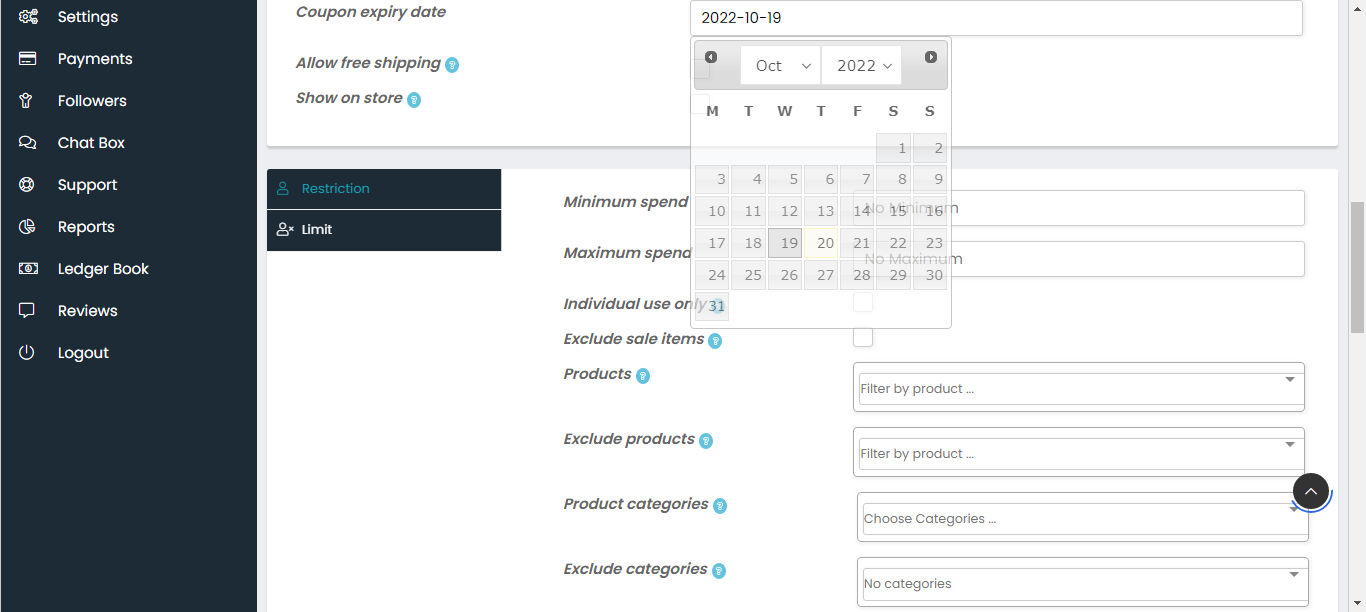 Settings
Payments
Followers
Chat Box
Support
Reports
Ledger Book
Reviews
Logout
Coupon expiry date
2022-10-19
Allow free shipping ?
Show on store ?
Oct 2022
M T W T F S S
1 2
3 4 5 6 7 8 9
10 11 12 13 14 15 16
17 18 19 20 21 22 23
24 25 26 27 28 29 30
31
Restriction
Limit
Minimum spend
No Minimum
Maximum spend
No Maximum
Individual use only
Exclude sale items ?
Products ?
Filter by product ...
Exclude products ?
Filter by product ...
Product categories ?
Choose Categories ...
Exclude categories ?
No categories